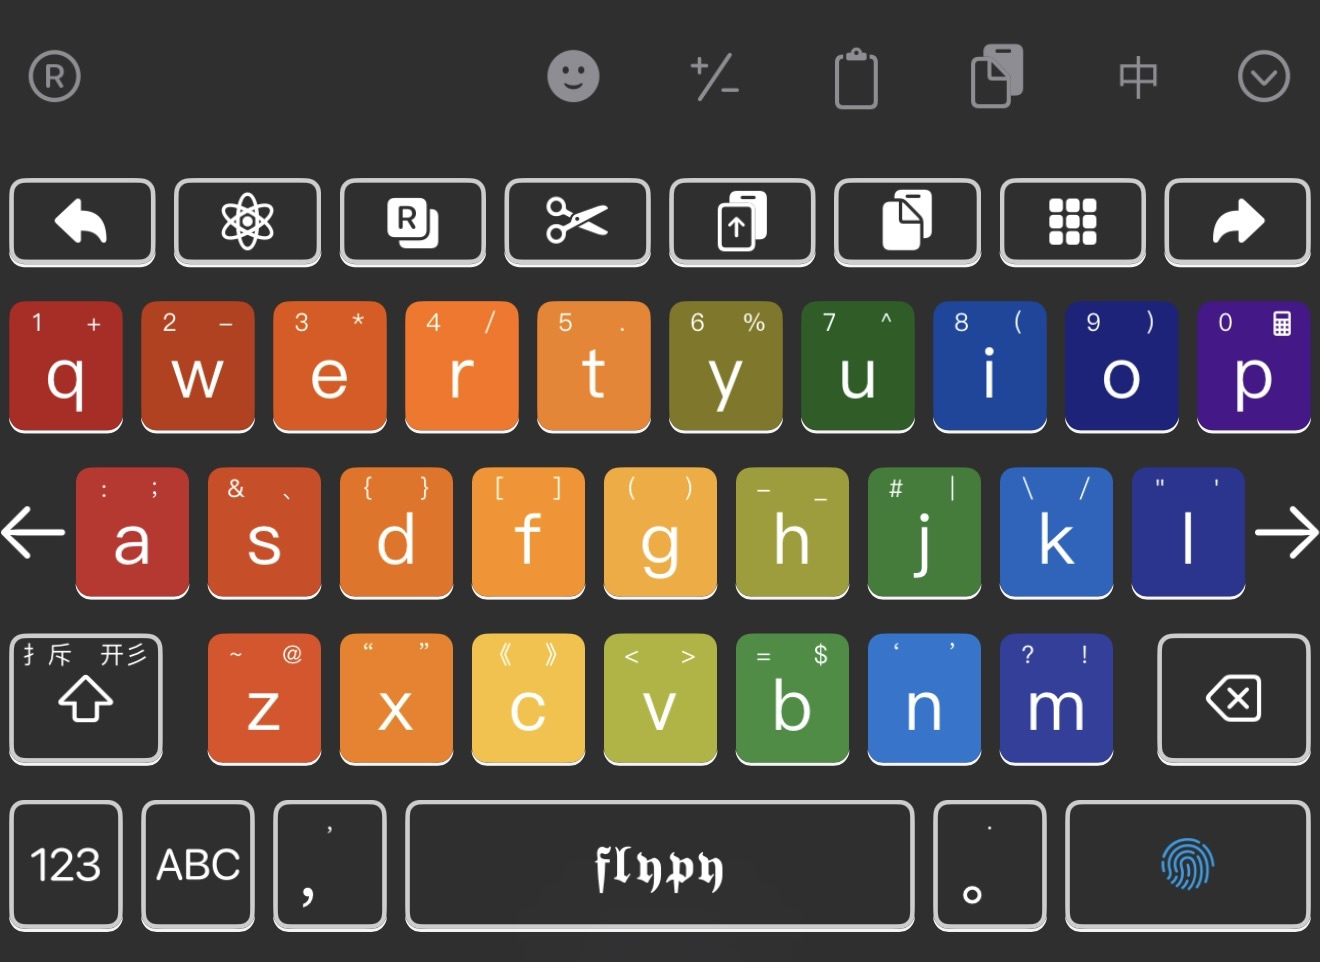 R 中
R
1 + 2 – 3 * 4 / 5 . 6 % 7 ^ 8 ( 9 ) 0
q w e r t y u i o p
: ; & 、 { } [ ] ( ) – _ # | \ / " '
a s d f g h j k l
扌斥 开彡 ~ @ “ ” 《 》 < > = $ ‘ ’ ? !
z x c v b n m
123 ABC ’ , flypy · 。